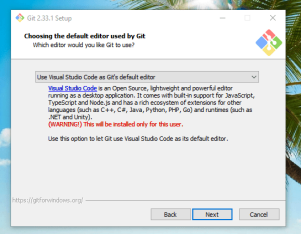 Git 2.33.1 Setup
Choosing the default editor used by Git
Which editor would you like Git to use?
Use Visual Studio Code as Git's default editor
Visual Studio Code is an Open Source, lightweight and powerful editor
running as a desktop application. It comes with built-in support for JavaScript,
TypeScript and Node.js and has a rich ecosystem of extensions for other
languages (such as C++, C#, Java, Python, PHP, Go) and runtimes (such as
.NET and Unity).
(WARNING!) This will be installed only for this user.
Use this option to let Git use Visual Studio Code as its default editor.
https://gitforwindows.org/
Back
Next
Cancel